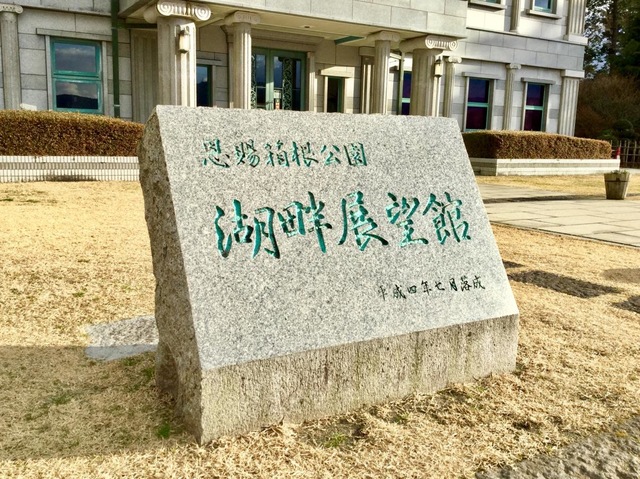 恩賜箱根公園
湖畔展望館
平成四年七月落成